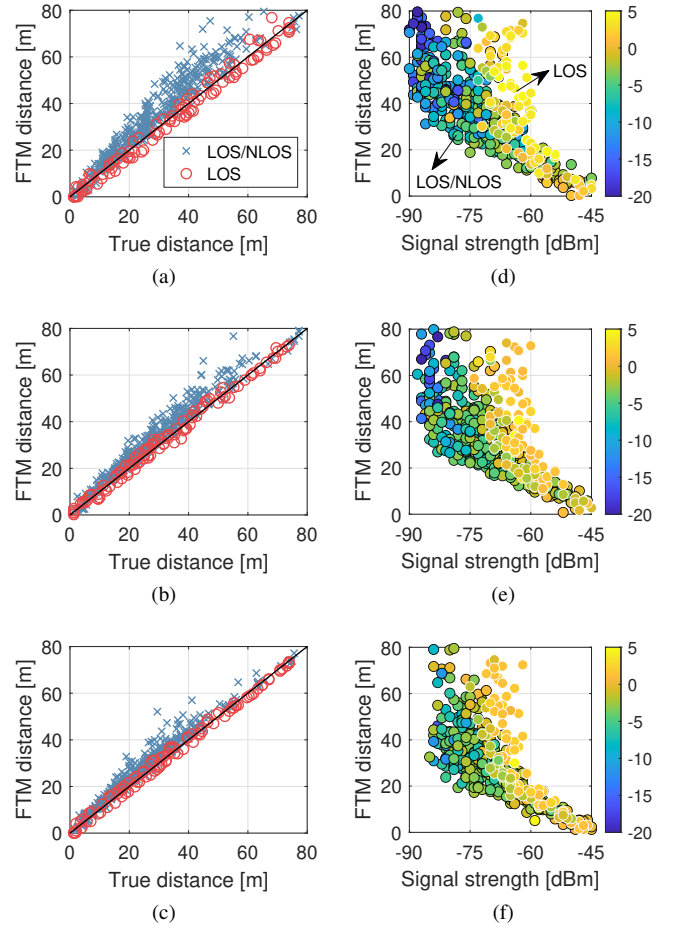 80
60
40
20
0
FTM distance [m]
0 20 40 60 80
True distance [m]
LOS/NLOS
LOS
(a)
80
60
40
20
0
FTM distance [m]
-90 -75 -60 -45
Signal strength [dBm]
LOS
LOS/NLOS
5
0
-5
-10
-15
-20
(d)
80
60
40
20
0
FTM distance [m]
0 20 40 60 80
True distance [m]
(b)
80
60
40
20
0
FTM distance [m]
-90 -75 -60 -45
Signal strength [dBm]
5
0
-5
-10
-15
-20
(e)
80
60
40
20
0
FTM distance [m]
0 20 40 60 80
True distance [m]
(c)
80
60
40
20
0
FTM distance [m]
-90 -75 -60 -45
Signal strength [dBm]
5
0
-5
-10
-15
-20
(f)